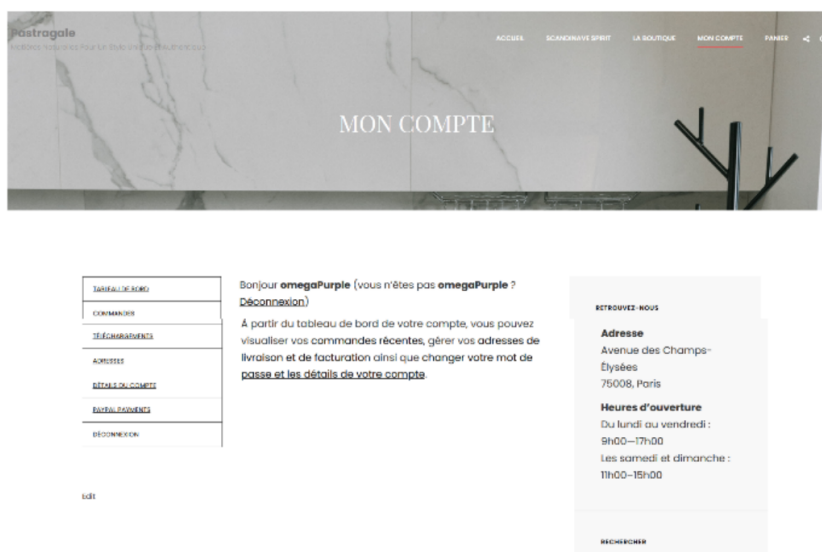 Pastragale
ACCUEIL
SCANDINAVE SPIRIT
LA BOUTIQUE
MON COMPTE
PANIER
MON COMPTE
TABLEAU DE BORD
COMMANDES
TÉLÉCHARGEMENTS
ADRESSES
DÉTAILS DU COMPTE
PAYPAL PAYMENTS
DÉCONNEXION
Edit
Bonjour omegaPurple (vous n'êtes pas omegaPurple ?
Déconnexion)
À partir du tableau de bord de votre compte, vous pouvez
visualiser vos commandes récentes, gérer vos adresses de
livraison et de facturation ainsi que changer votre mot de
passe et les détails de votre compte.
RETROUVEZ-NOUS
Adresse
Avenue des Champs-
Élysées
75008, Paris
Heures d'ouverture
Du lundi au vendredi :
9h00–17h00
Les samedi et dimanche :
11h00–15h00
RECHERCHER